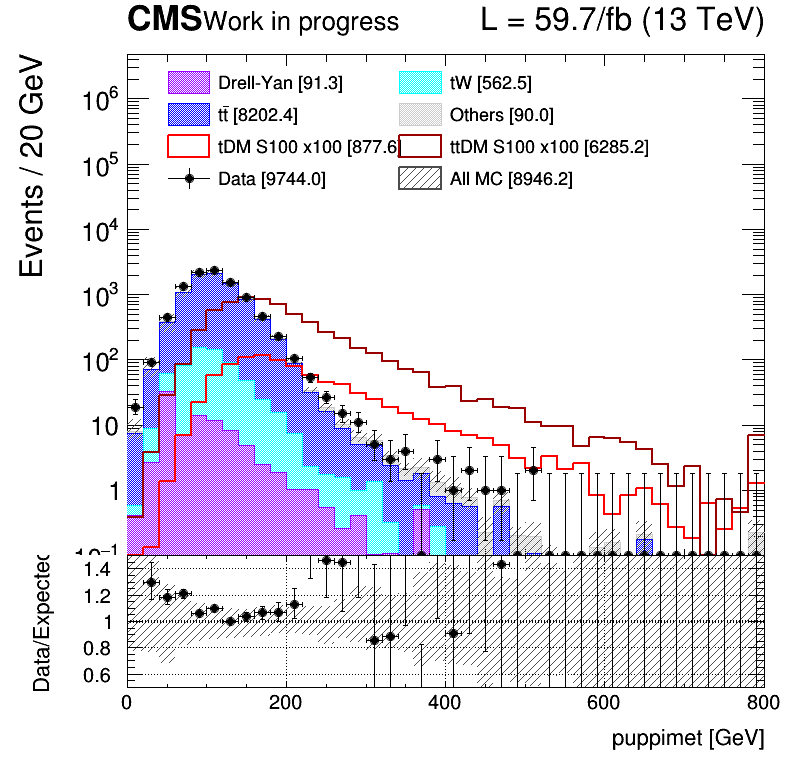 CMS Work in progress L = 59.7/fb (13 TeV)
Events / 20 GeV
Drell-Yan [91.3] tW [562.5]
tt̄ [8202.4] Others [90.0]
tDM S100 x100 [877.6] ttDM S100 x100 [6285.2]
Data [9744.0] All MC [8946.2]
10⁶
10⁵
10⁴
10³
10²
10
1
10⁻¹
Data/Expected
1.4
1.2
1
0.8
0.6
0 200 400 600 800
puppimet [GeV]